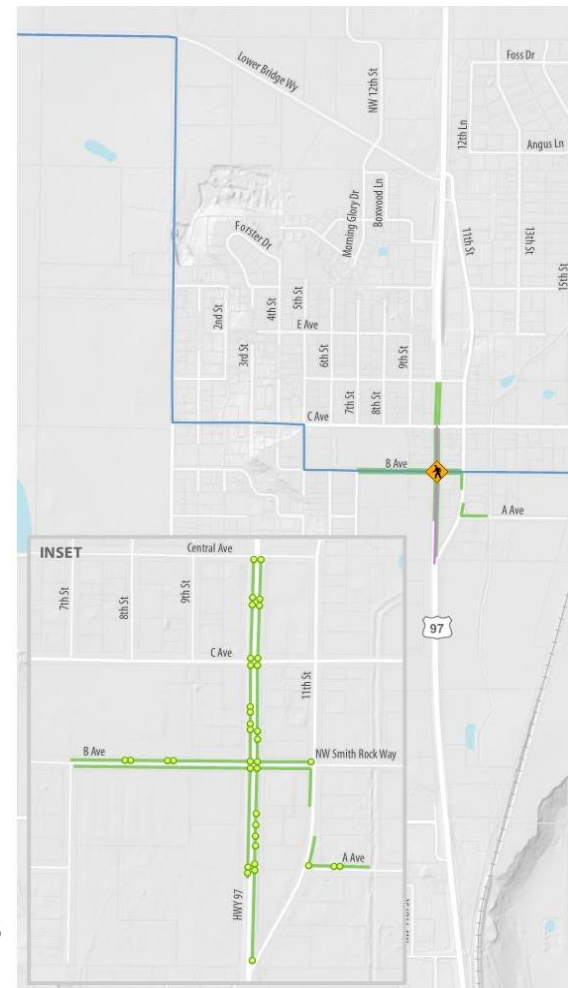 Foss Dr
Lower Bridge Wy
NW 12th St
12th Ln
Angus Ln
Boxwood Ln
Morning Glory Dr
Forster Dr
11th St
13th St
15th St
5th St
4th St
2nd St
E Ave
3rd St
6th St
9th St
7th St
8th St
C Ave
B Ave
A Ave
97
INSET
Central Ave
7th St
8th St
9th St
C Ave
11th St
B Ave
NW Smith Rock Way
A Ave
HWY 97